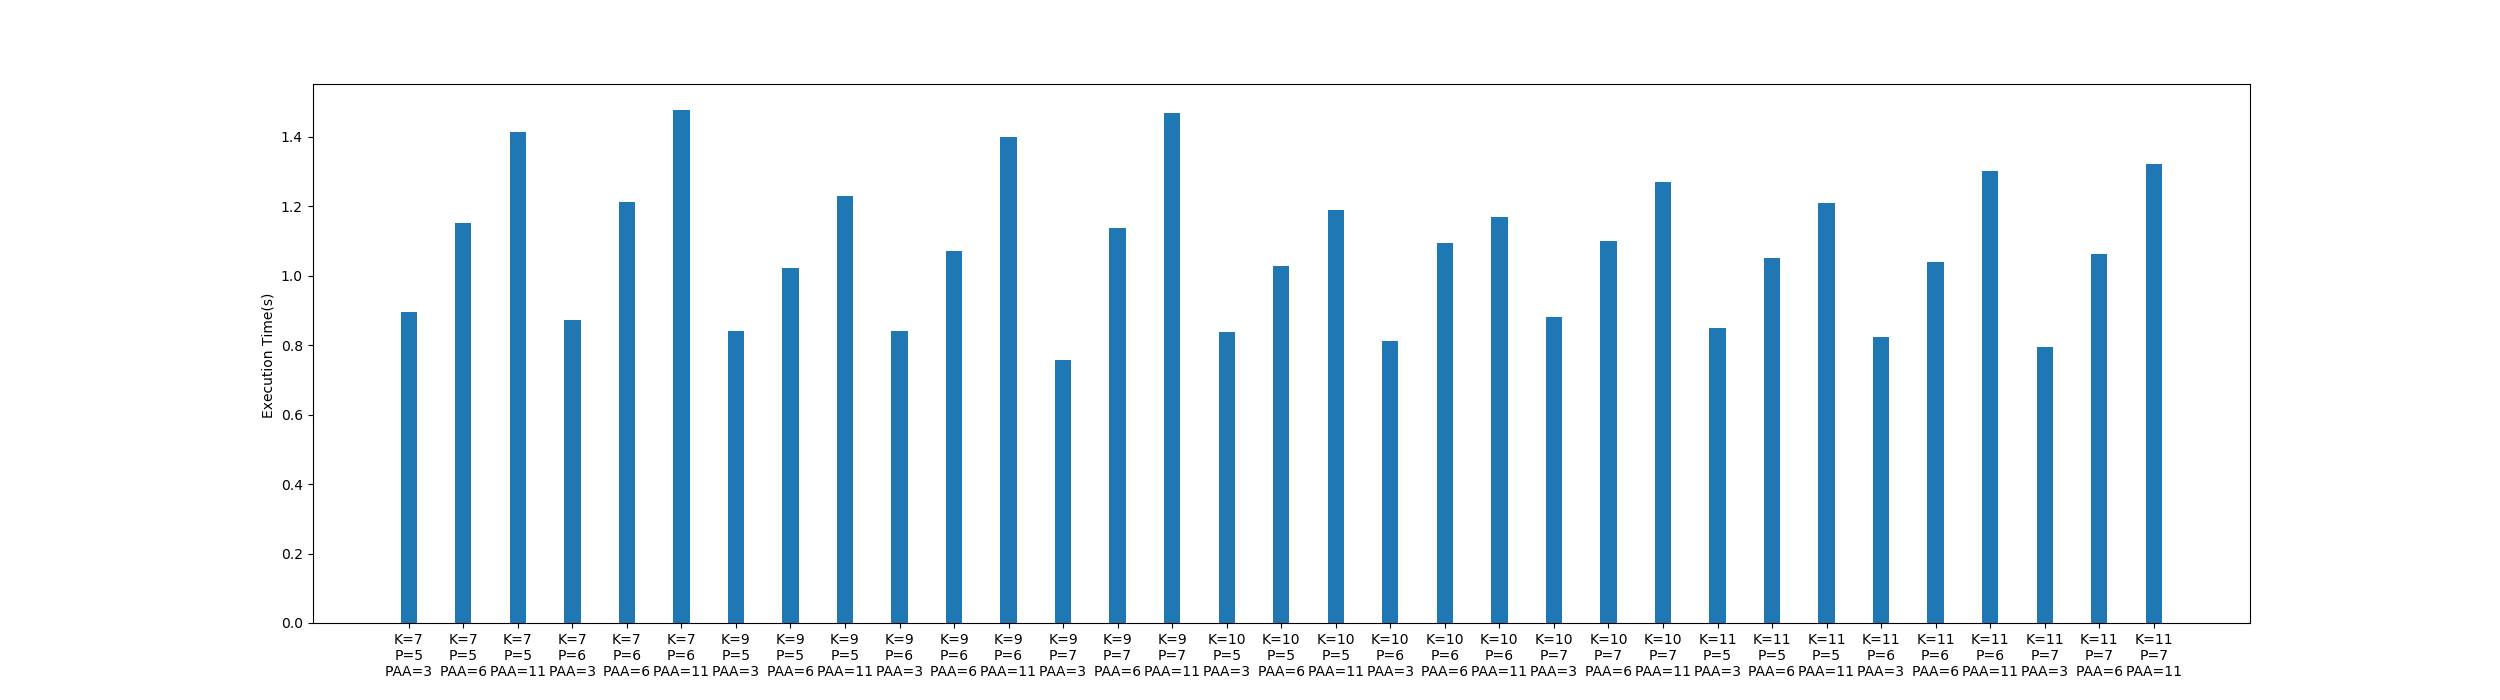 1.4
1.2
1.0
0.8
0.6
0.4
0.2
0.0
Execution Time(s)
K=7 K=7 K=7 K=7 K=7 K=7 K=9 K=9 K=9 K=9 K=9 K=9 K=9 K=9 K=9 K=10 K=10 K=10 K=10 K=10 K=10 K=10 K=10 K=10 K=11 K=11 K=11 K=11 K=11 K=11 K=11 K=11 K=11
P=5 P=5 P=5 P=6 P=6 P=6 P=5 P=5 P=5 P=6 P=6 P=6 P=7 P=7 P=7 P=5 P=5 P=5 P=6 P=6 P=6 P=7 P=7 P=7 P=5 P=5 P=5 P=6 P=6 P=6 P=7 P=7 P=7
PAA=3 PAA=6 PAA=11 PAA=3 PAA=6 PAA=11 PAA=3 PAA=6 PAA=11 PAA=3 PAA=6 PAA=11 PAA=3 PAA=6 PAA=11 PAA=3 PAA=6 PAA=11 PAA=3 PAA=6 PAA=11 PAA=3 PAA=6 PAA=11 PAA=3 PAA=6 PAA=11 PAA=3 PAA=6 PAA=11 PAA=3 PAA=6 PAA=11